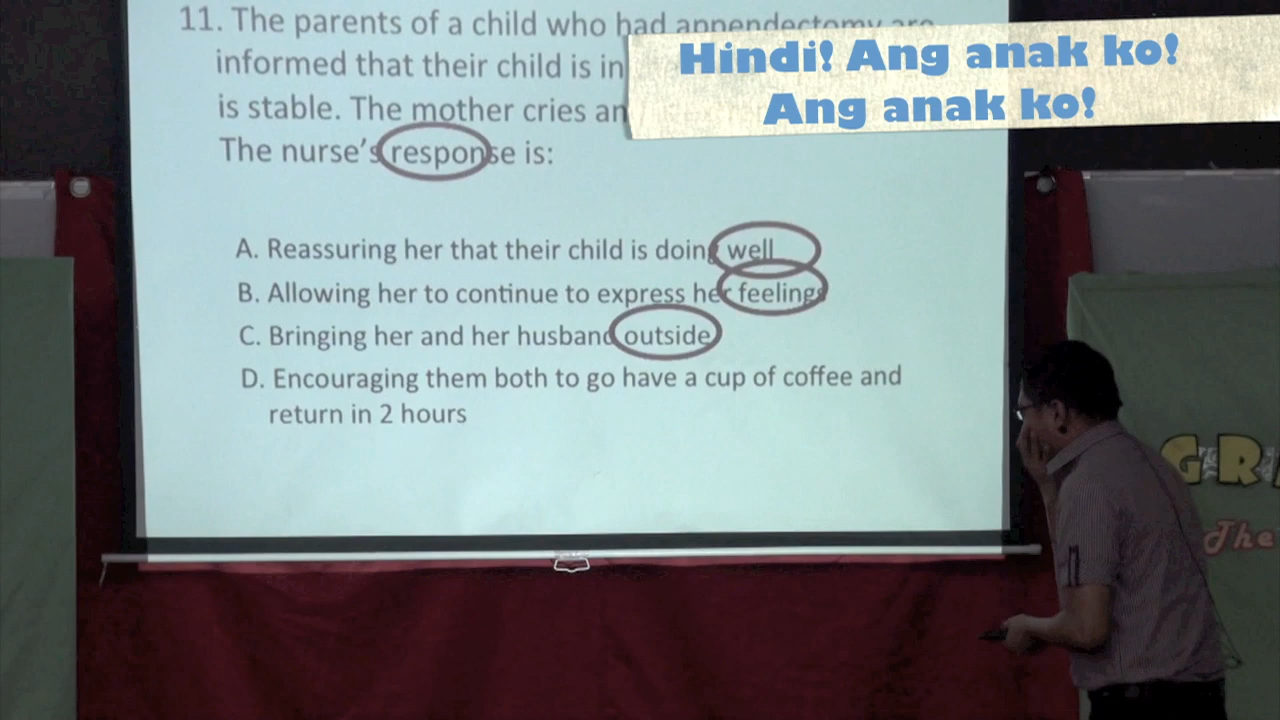 11. The parents of a child who had appendectomy are
informed that their child is in
is stable. The mother cries an
The nurse's response is:
A. Reassuring her that their child is doing well
B. Allowing her to continue to express her feelings
C. Bringing her and her husband outside
D. Encouraging them both to go have a cup of coffee and
return in 2 hours
Hindi! Ang anak ko!
Ang anak ko!
The